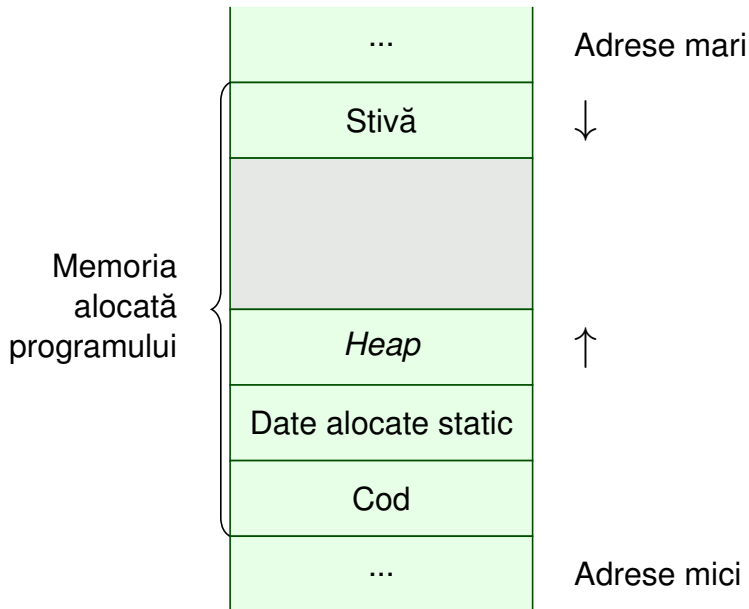 ...
Adrese mari
Stivă
↓
Memoria
alocată
programului
Heap
↑
Date alocate static
Cod
...
Adrese mici